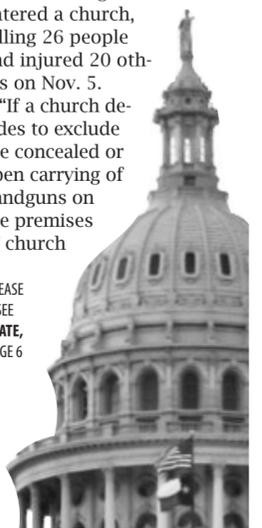 ntered a church,
lling 26 people
nd injured 20 oth-
s on Nov. 5.
“If a church de-
des to exclude
e concealed or
pen carrying of
andguns on
e premises
church
EASE
SEE
ATE,
GE 6